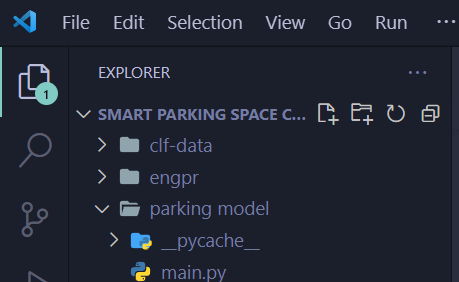 File Edit Selection View Go Run ...
EXPLORER ...
1
SMART PARKING SPACE C...
clf-data
engpr
parking model
__pycache__
main.py